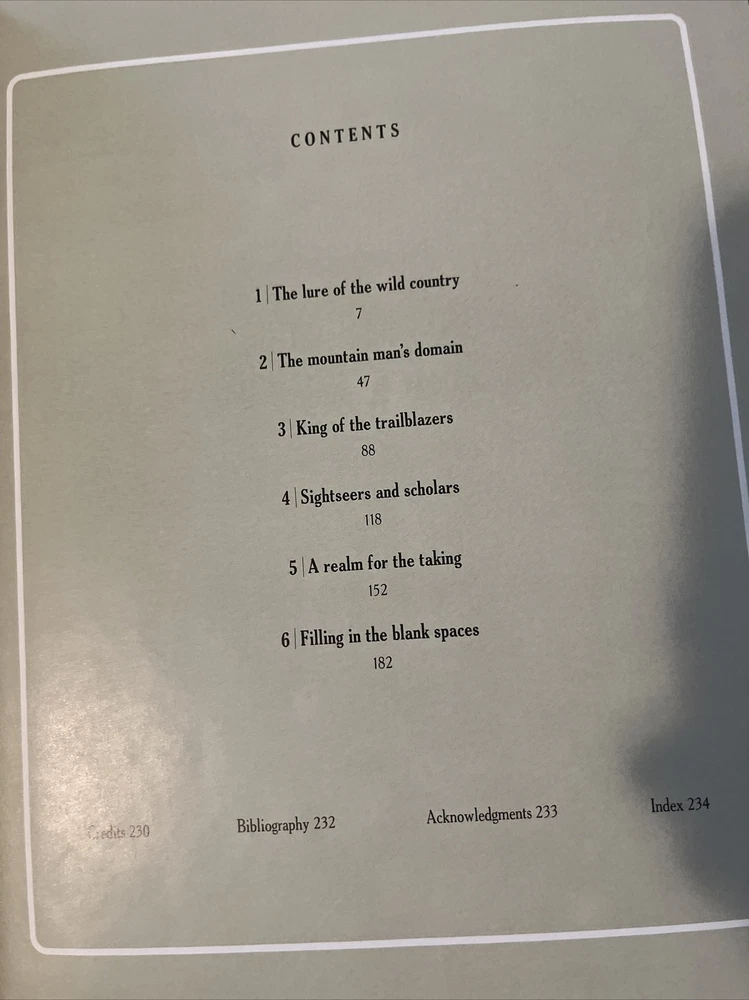 CONTENTS
1 | The lure of the wild country
7
2 | The mountain man's domain
47
3 | King of the trailblazers
88
4 | Sightseers and scholars
118
5 | A realm for the taking
152
6 | Filling in the blank spaces
182
Credits 230 Bibliography 232 Acknowledgments 233 Index 234